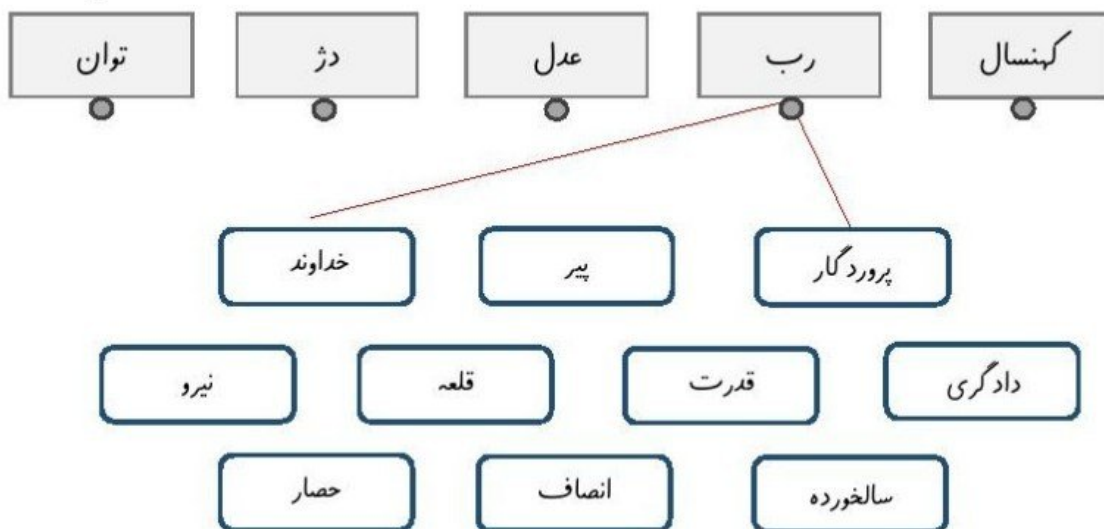 کهنسال رب عدل دژ توان
پروردگار پیر خداوند
دادگری قدرت قلعه نیرو
سالخورده انصاف حصار